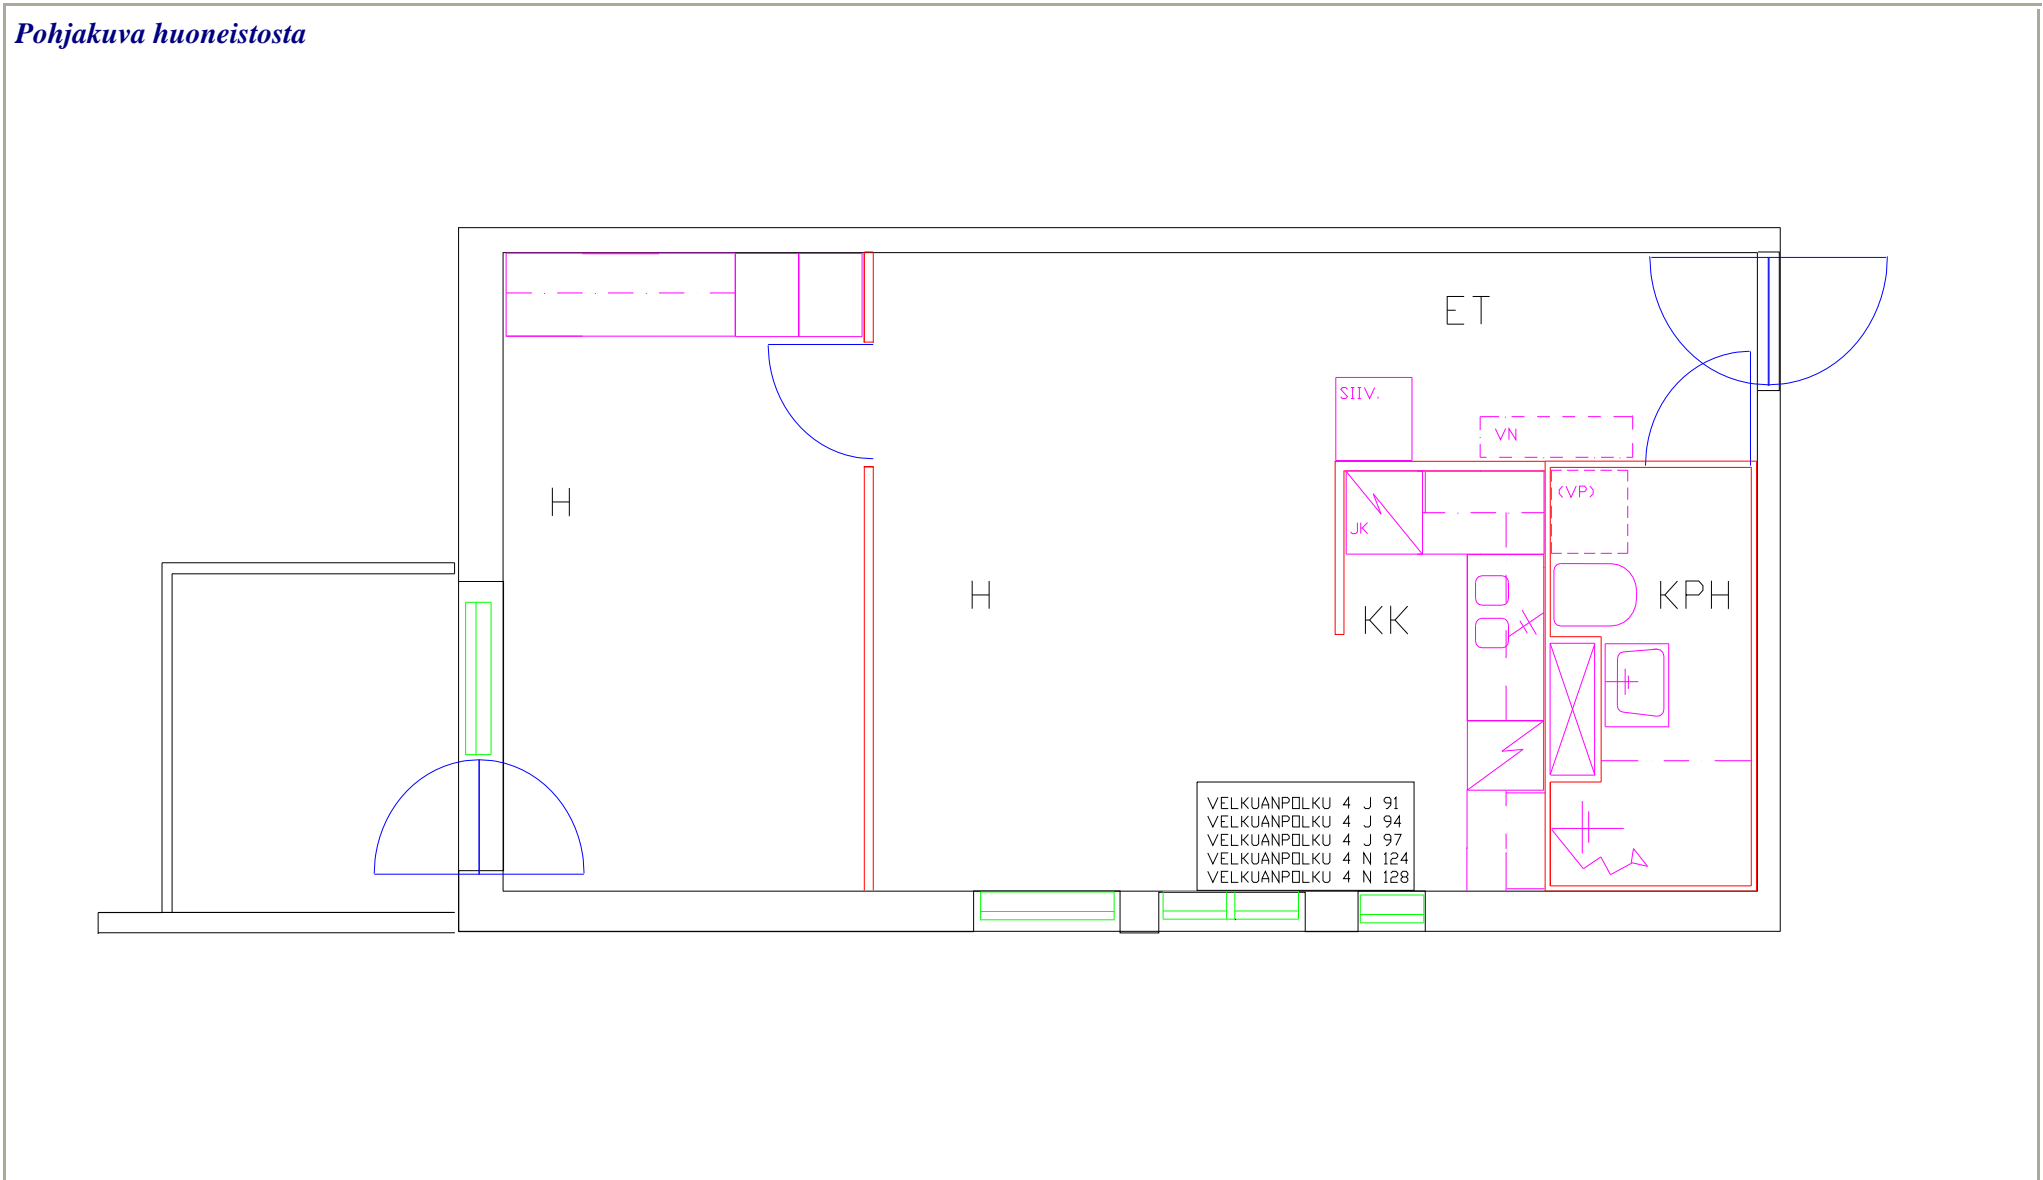 Pohjakuva huoneistosta
ET
SIIV.
VN
H
(VP)
JK
H
KPH
KK
VELKUANPOLKU 4 J 91
VELKUANPOLKU 4 J 94
VELKUANPOLKU 4 J 97
VELKUANPOLKU 4 N 124
VELKUANPOLKU 4 N 128